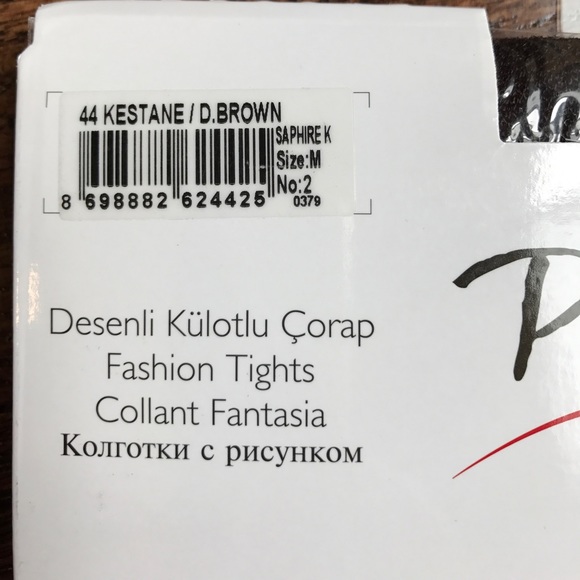 44 KESTANE / D.BROWN
SAPHIRE K
Size:M
No:2
0379
8 698882 624425
Desenli Külotlu Çorap
Fashion Tights
Collant Fantasia
Колготки с рисунком